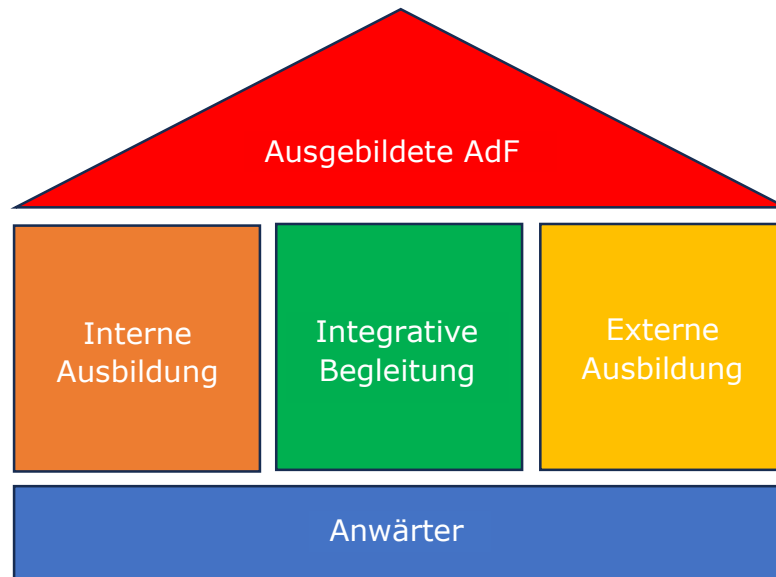 Ausgebildete AdF
Interne
Ausbildung
Integrative
Begleitung
Externe
Ausbildung
Anwärter